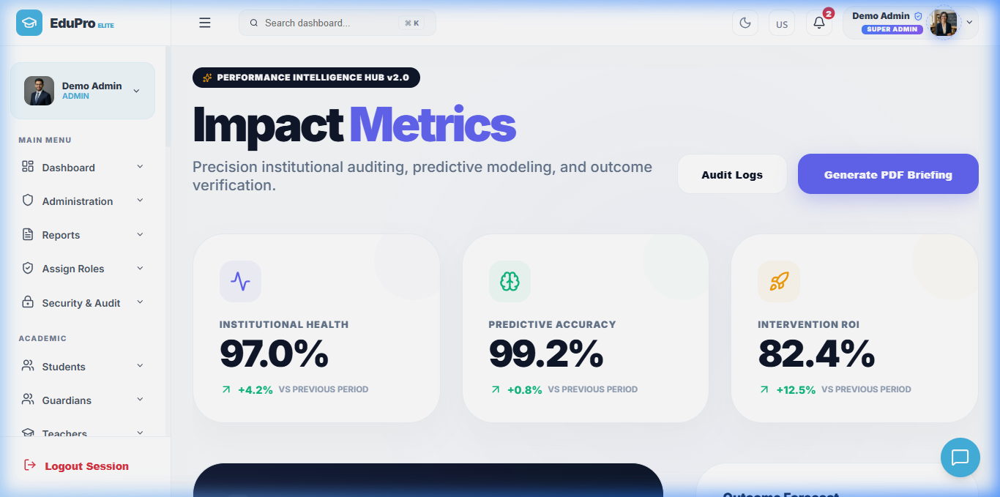 EduPro ELITE
Search dashboard...
⌘ K
US
2
Demo Admin
SUPER ADMIN
Demo Admin
ADMIN
MAIN MENU
Dashboard
Administration
Reports
Assign Roles
Security & Audit
ACADEMIC
Students
Guardians
Teachers
Logout Session
PERFORMANCE INTELLIGENCE HUB v2.0
Impact Metrics
Precision institutional auditing, predictive modeling, and outcome
verification.
Audit Logs
Generate PDF Briefing
INSTITUTIONAL HEALTH
97.0%
+4.2% VS PREVIOUS PERIOD
PREDICTIVE ACCURACY
99.2%
+0.8% VS PREVIOUS PERIOD
INTERVENTION ROI
82.4%
+12.5% VS PREVIOUS PERIOD
Outcome Forecast